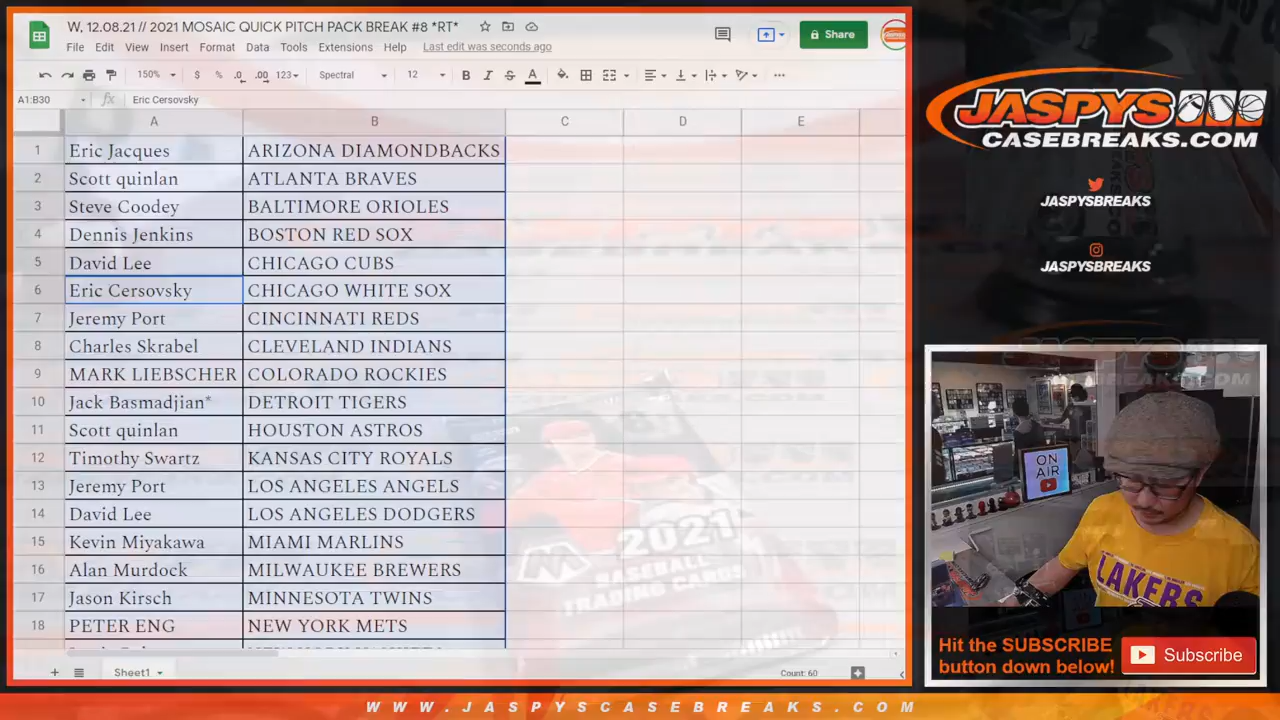 W, 12.08.21 // 2021 MOSAIC QUICK PITCH PACK BREAK #8 *RT*
File Edit View Insert Format Data Tools Extensions Help Last edit was seconds ago
Share
150% $ % .0 .00 123 Spectral 12 B I S A
A1:B30 fx Eric Cersovsky
A B C D E
1 Eric Jacques ARIZONA DIAMONDBACKS
2 Scott quinlan ATLANTA BRAVES
3 Steve Coodey BALTIMORE ORIOLES
4 Dennis Jenkins BOSTON RED SOX
5 David Lee CHICAGO CUBS
6 Eric Cersovsky CHICAGO WHITE SOX
7 Jeremy Port CINCINNATI REDS
8 Charles Skrabel CLEVELAND INDIANS
9 MARK LIEBSCHER COLORADO ROCKIES
10 Jack Basmadjian* DETROIT TIGERS
11 Scott quinlan HOUSTON ASTROS
12 Timothy Swartz KANSAS CITY ROYALS
13 Jeremy Port LOS ANGELES ANGELS
14 David Lee LOS ANGELES DODGERS
15 Kevin Miyakawa MIAMI MARLINS
16 Alan Murdock MILWAUKEE BREWERS
17 Jason Kirsch MINNESOTA TWINS
18 PETER ENG NEW YORK METS
2021
BASEBALL
TRADING CARDS
Sheet1
Count: 60
JASPYS
CASEBREAKS.COM
JASPYSBREAKS
JASPYSBREAKS
ON
AIR
LAKERS
Hit the SUBSCRIBE
button down below!
Subscribe
WWW.JASPYSCASEBREAKS.COM